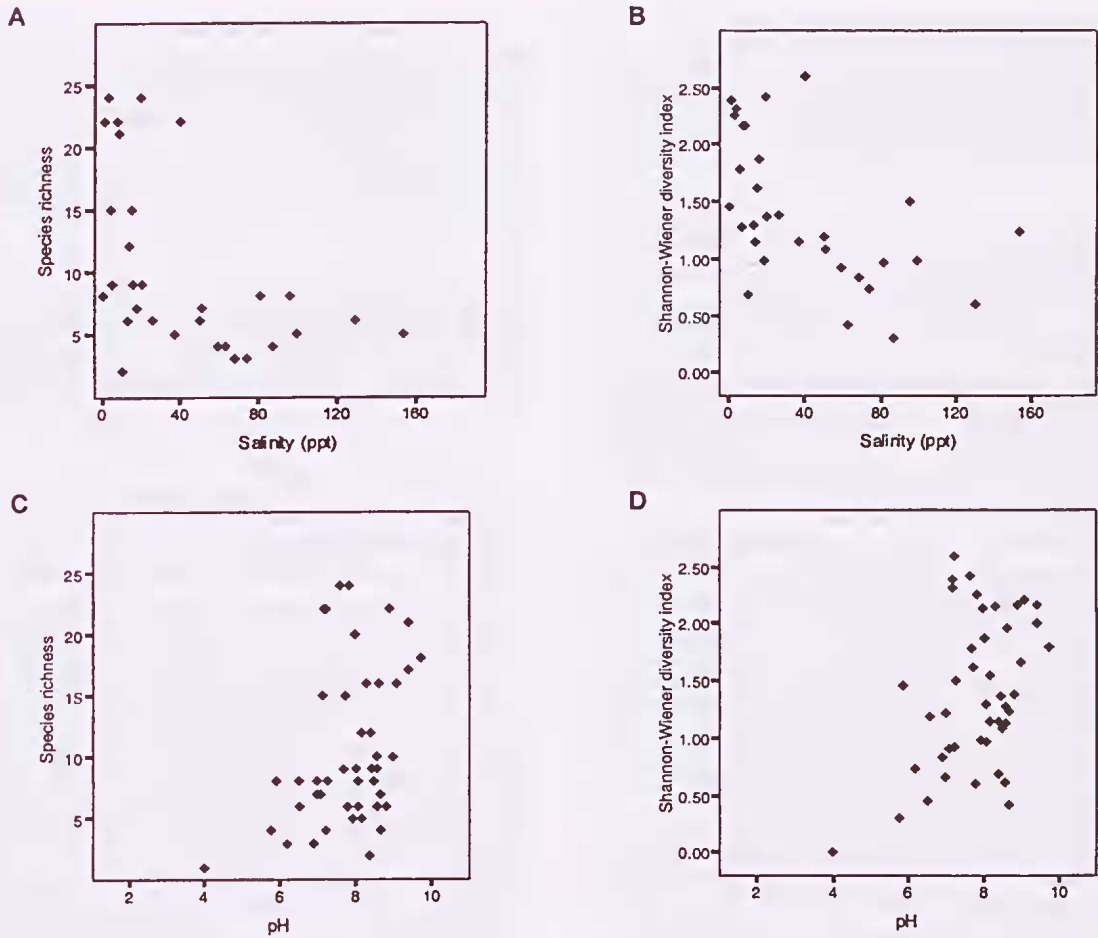 A
Species richness
25
20
15
10
5
0 40 80 120 160
Salinity (ppt)
B
Shannon-Wiener diversity index
2.50
2.00
1.50
1.00
0.50
0.00
0 40 80 120 160
Salirity (ppt)
C
Species richness
25
20
15
10
5
2 4 6 8 10
pH
D
Shannon-Wiener diversity index
2.50
2.00
1.50
1.00
0.50
0.00
2 4 6 8 10
pH